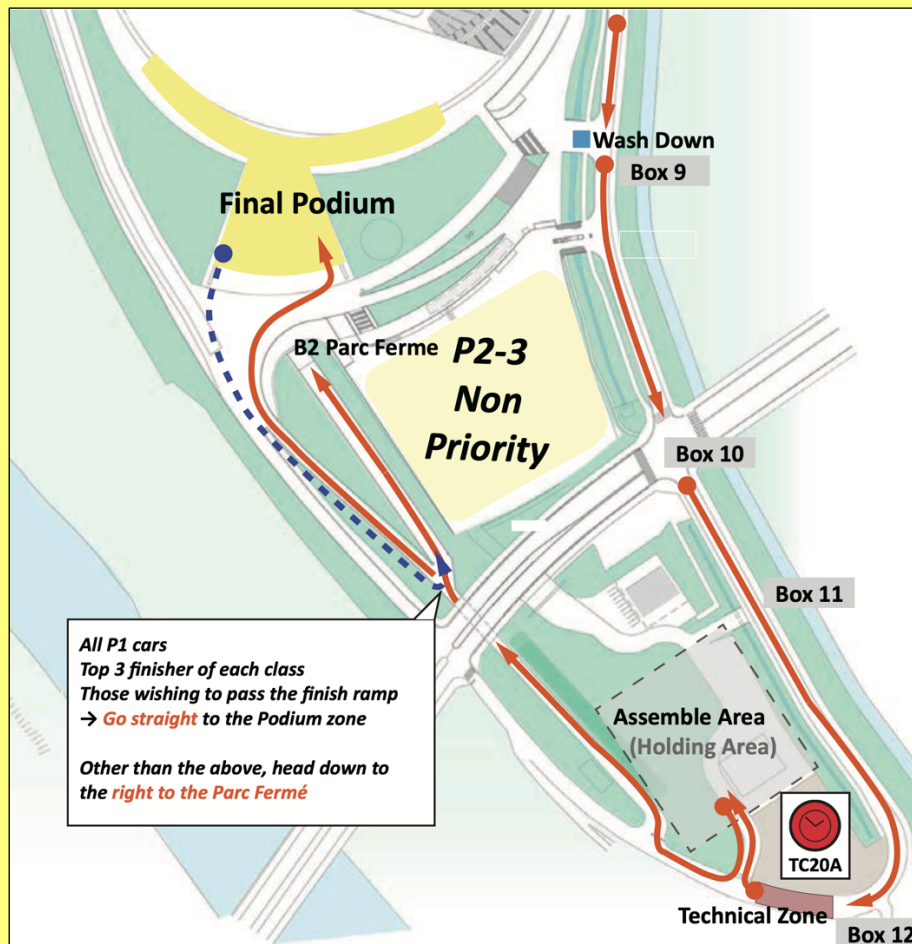 Wash Down
Box 9
Final Podium
B2 Parc Ferme
P2-3
Non
Priority
Box 10
Box 11
All P1 cars
Top 3 finisher of each class
Those wishing to pass the finish ramp
→ Go straight to the Podium zone
Other than the above, head down to
the right to the Parc Fermé
Assemble Area
(Holding Area)
TC20A
Technical Zone
Box 12